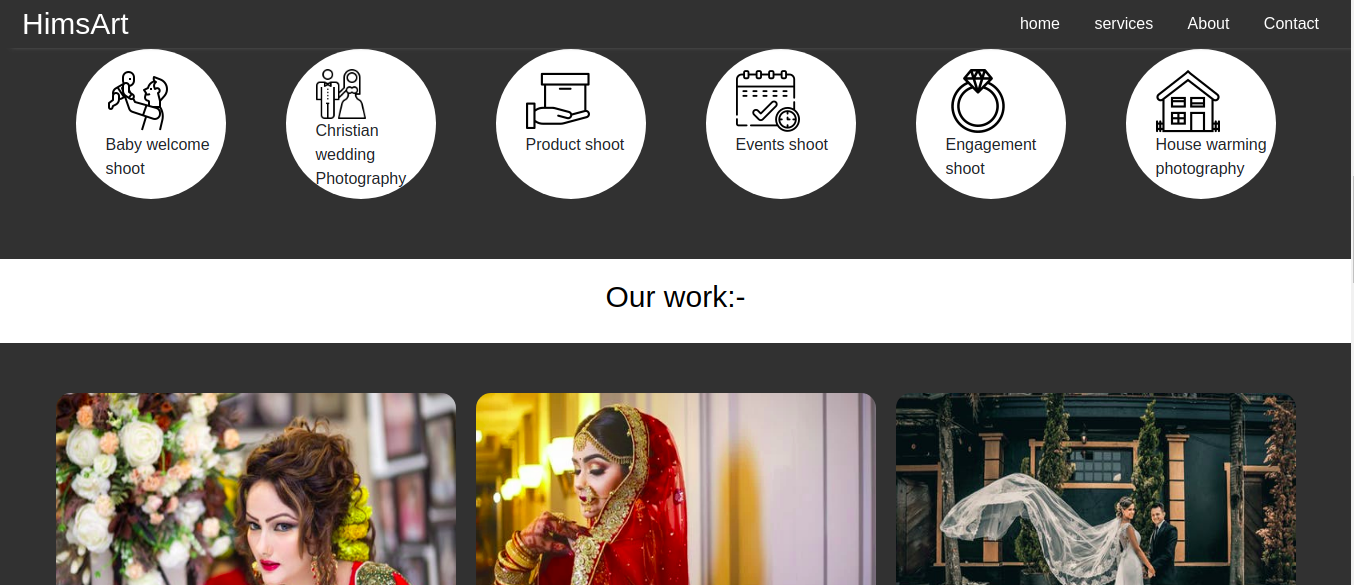 HimsArt
home services About Contact
Baby welcome
shoot
Christian
wedding
Photography
Product shoot
Events shoot
Engagement
shoot
House warming
photography
Our work:-